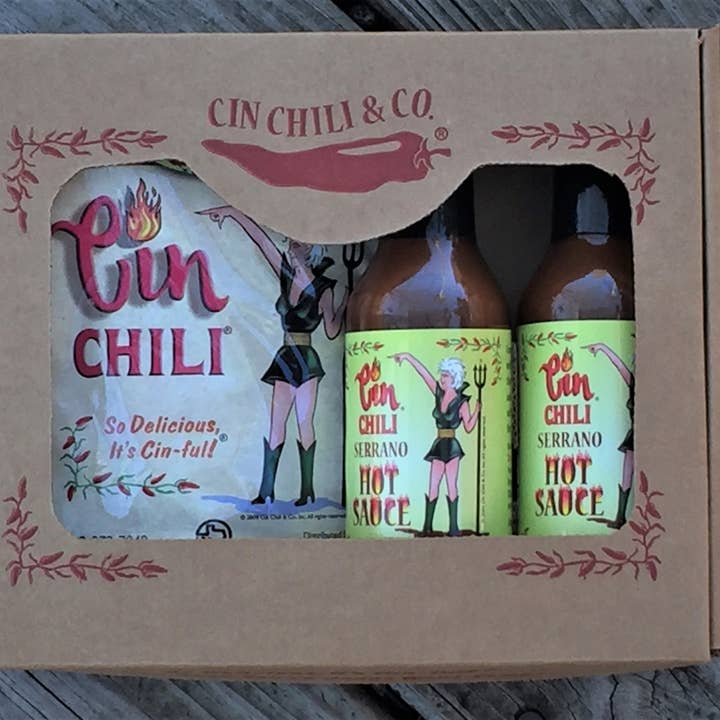 CIN CHILI & CO.®
Cin
CHILI®
So Delicious,
It's Cin-ful!®
Cin
CHILI
SERRANO
HOT
SAUCE
Cin
CHILI
SERRANO
HOT
SAUCE